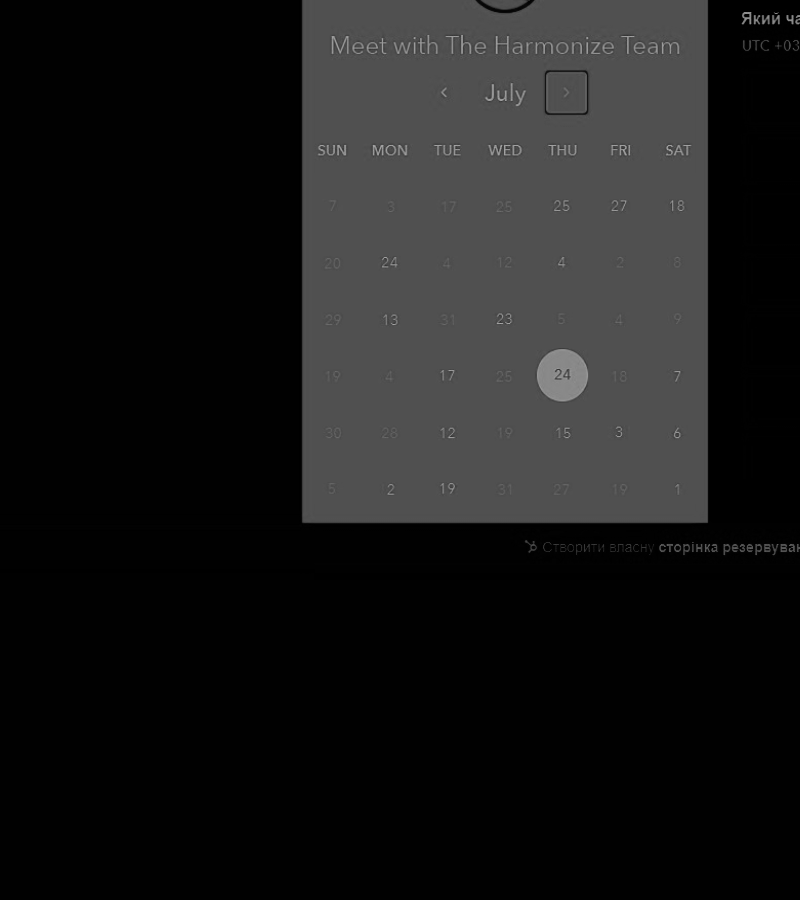 Який
UTC +03
Meet with The Harmonize Team
July
SUN MON TUE WED THU FRI SAT
7 3 17 25 25 27 18
20 24 4 12 4 2 8
29 13 31 23 5 4 9
19 4 17 25 24 18 7
30 28 12 19 15 3 6
5 2 19 31 27 19 1
Створити власну сторінка